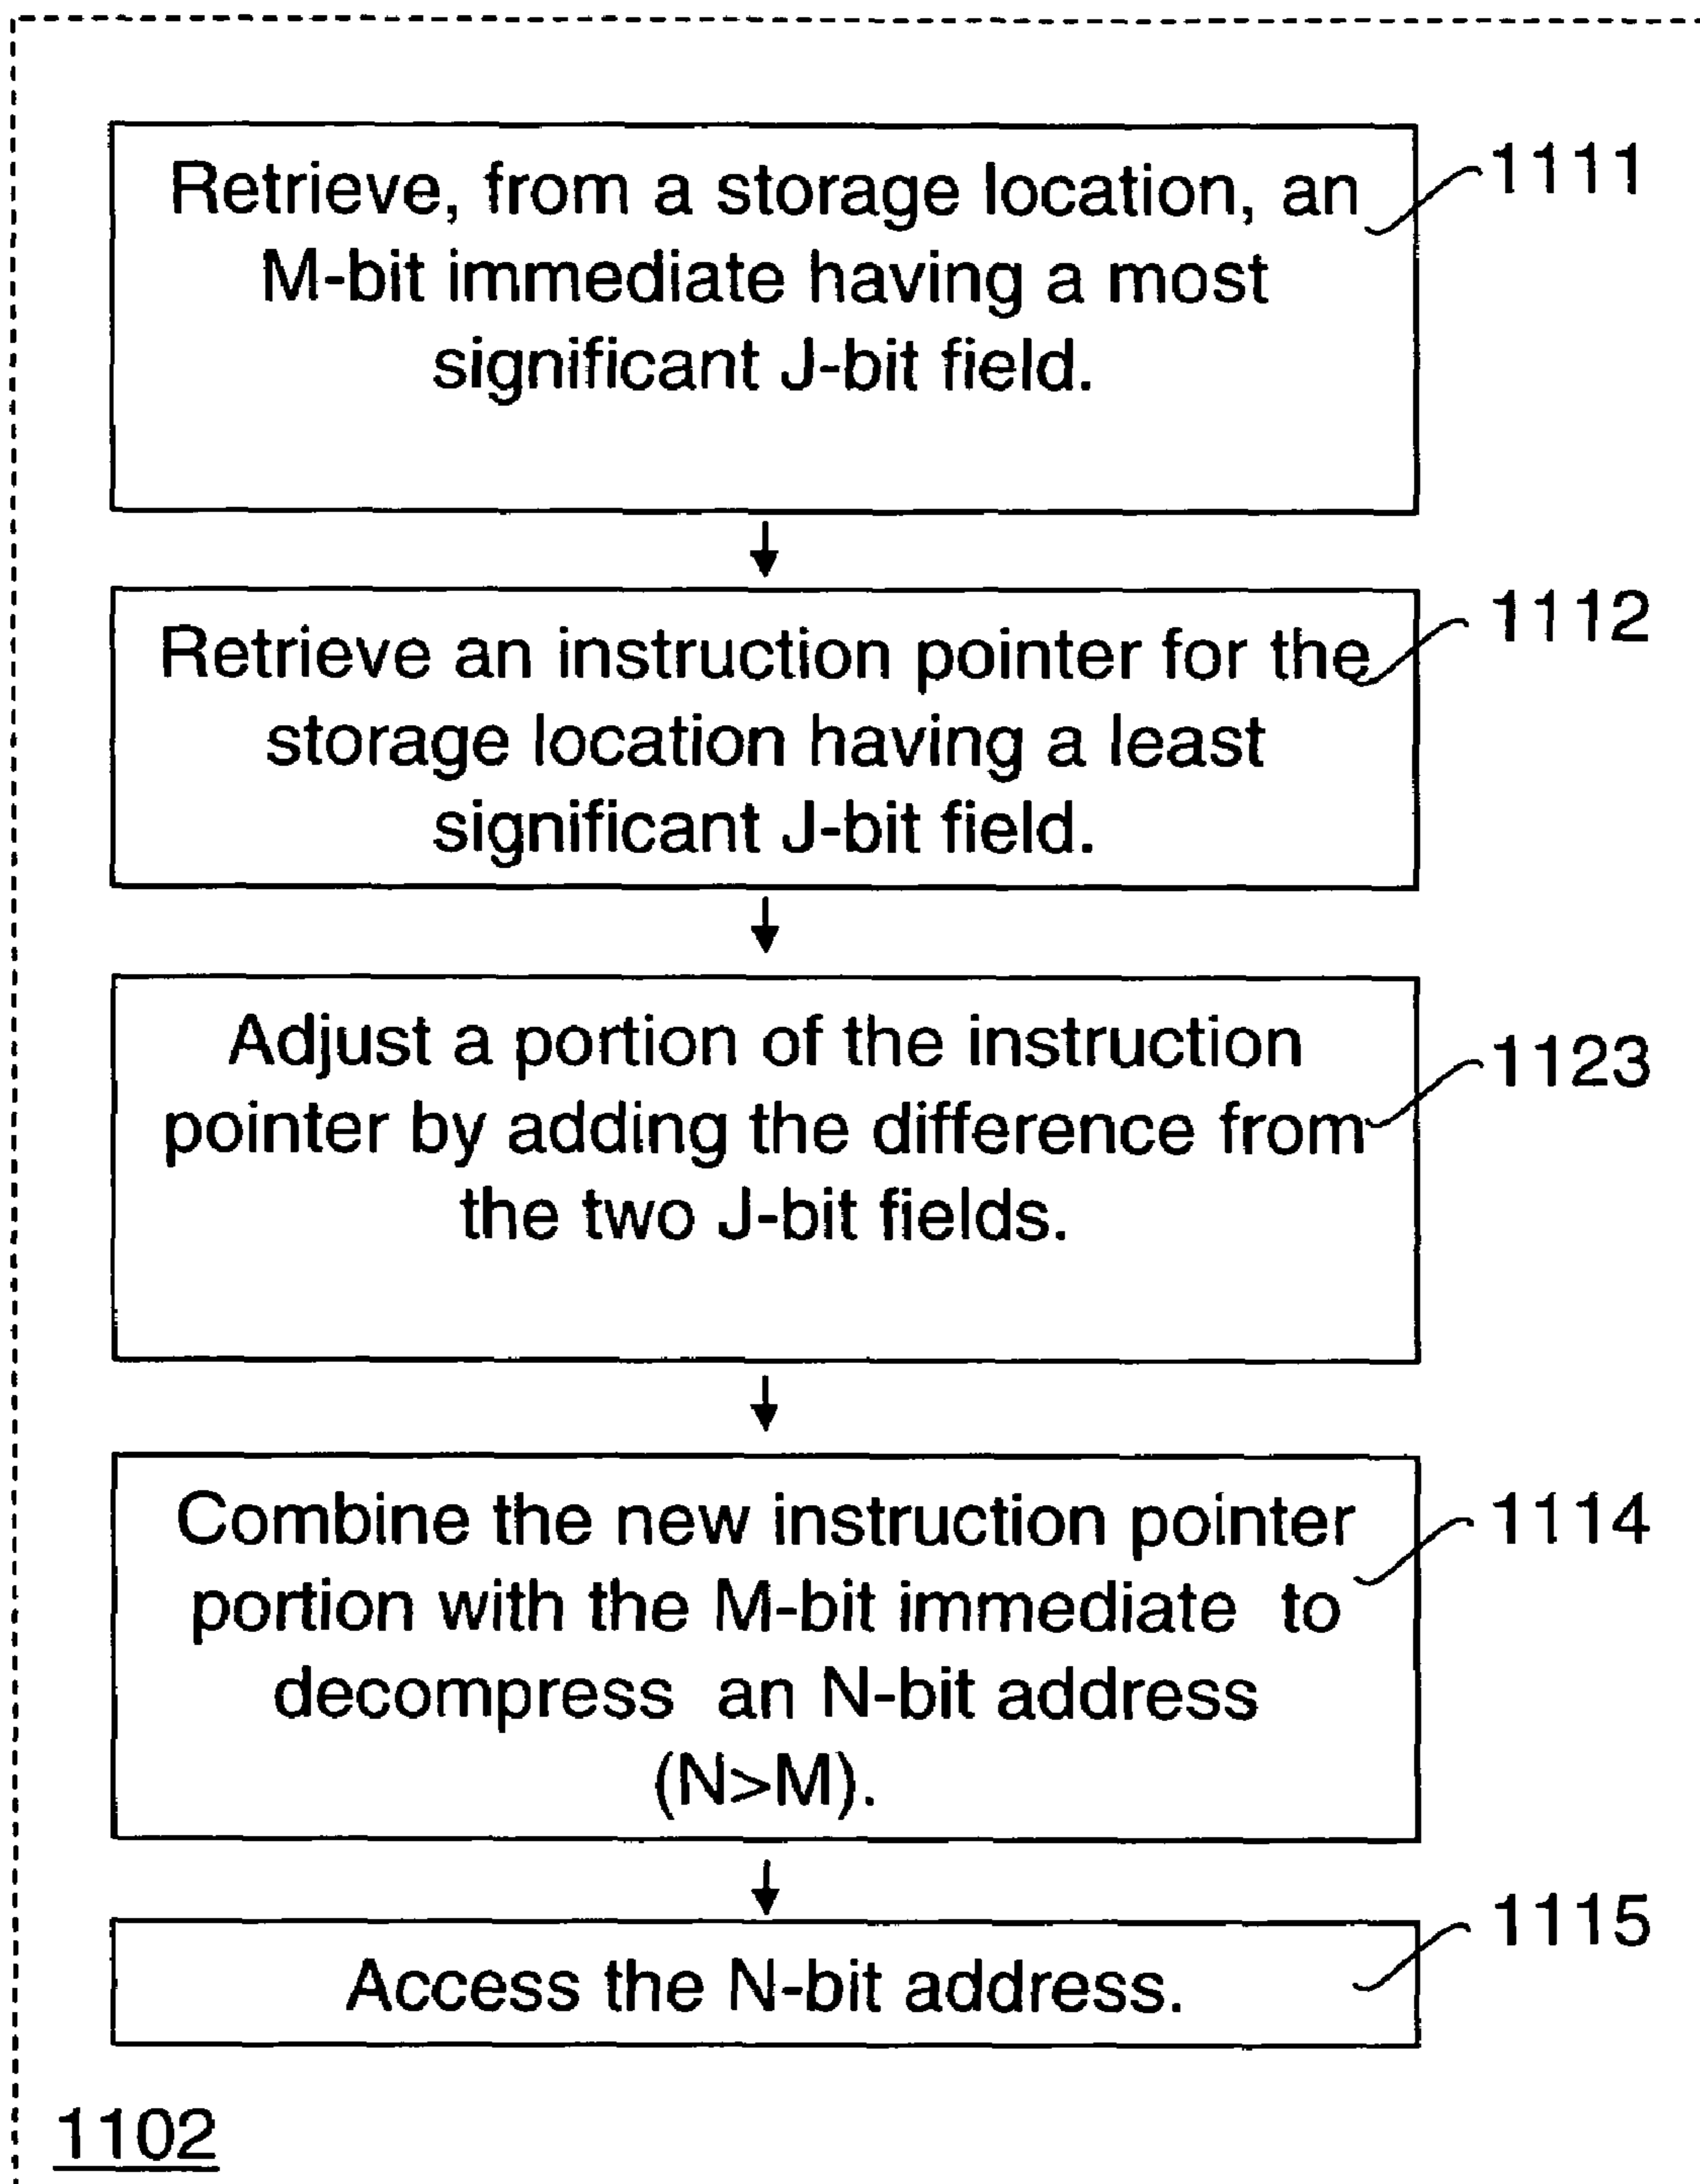 Retrieve, from a storage location, an
M-bit immediate having a most
significant J-bit field.
1111
Retrieve an instruction pointer for the
storage location having a least
significant J-bit field.
1112
Adjust a portion of the instruction
pointer by adding the difference from
the two J-bit fields.
1123
Combine the new instruction pointer
portion with the M-bit immediate to
decompress an N-bit address
(N>M).
1114
Access the N-bit address.
1115
1102